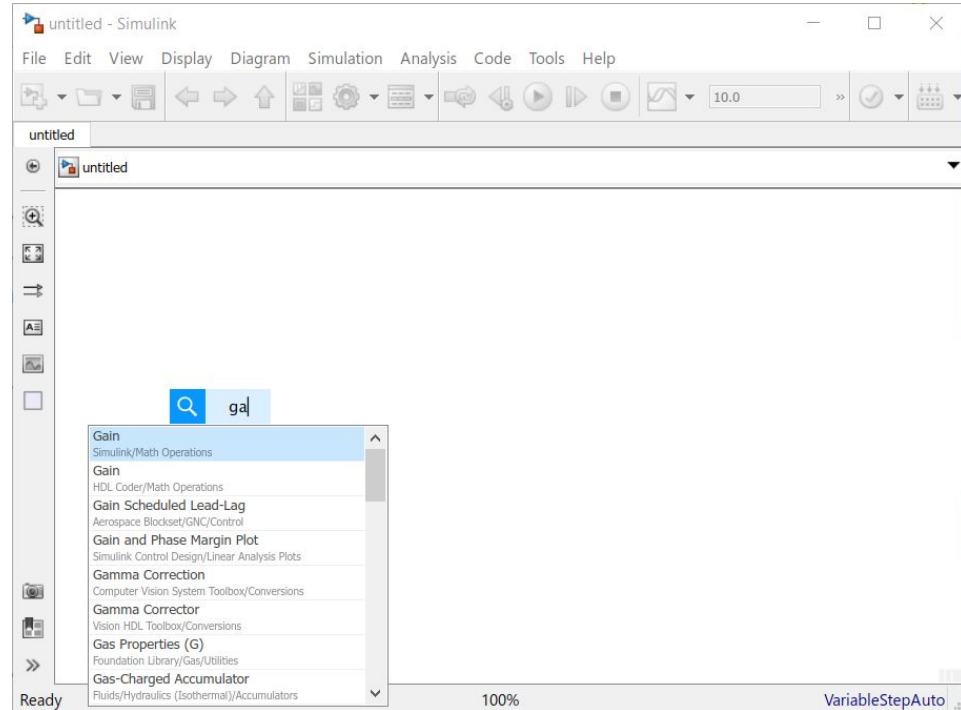 untitled - Simulink
File Edit View Display Diagram Simulation Analysis Code Tools Help
10.0
untitled
untitled
ga
Gain
Simulink/Math Operations
Gain
HDL Coder/Math Operations
Gain Scheduled Lead-Lag
Aerospace Blockset/GNC/Control
Gain and Phase Margin Plot
Simulink Control Design/Linear Analysis Plots
Gamma Correction
Computer Vision System Toolbox/Conversions
Gamma Corrector
Vision HDL Toolbox/Conversions
Gas Properties (G)
Foundation Library/Gas/Utilities
Gas-Charged Accumulator
Fluids/Hydraulics (Isothermal)/Accumulators
Ready 100% VariableStepAuto